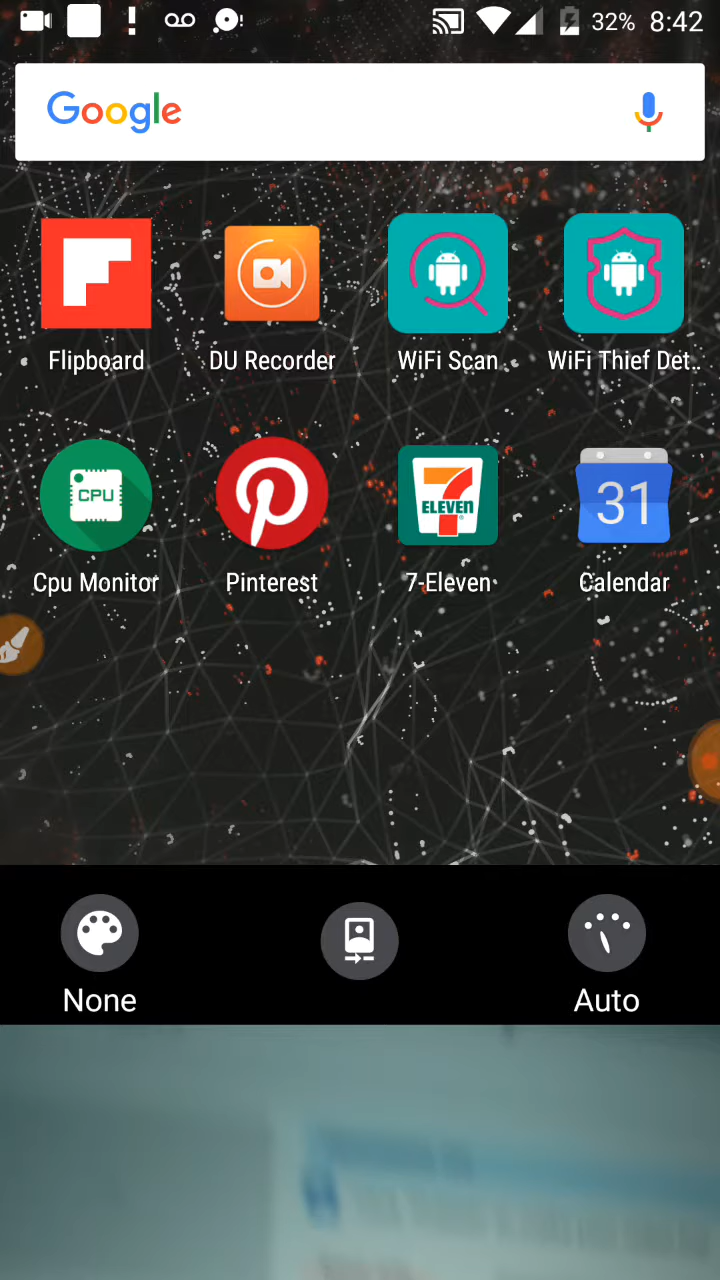 32% 8:42
Google
Flipboard DU Recorder WiFi Scan.. WiFi Thief Det..
CPU
7 ELEVEN
31
Cpu Monitor Pinterest 7-Eleven Calendar
None Auto